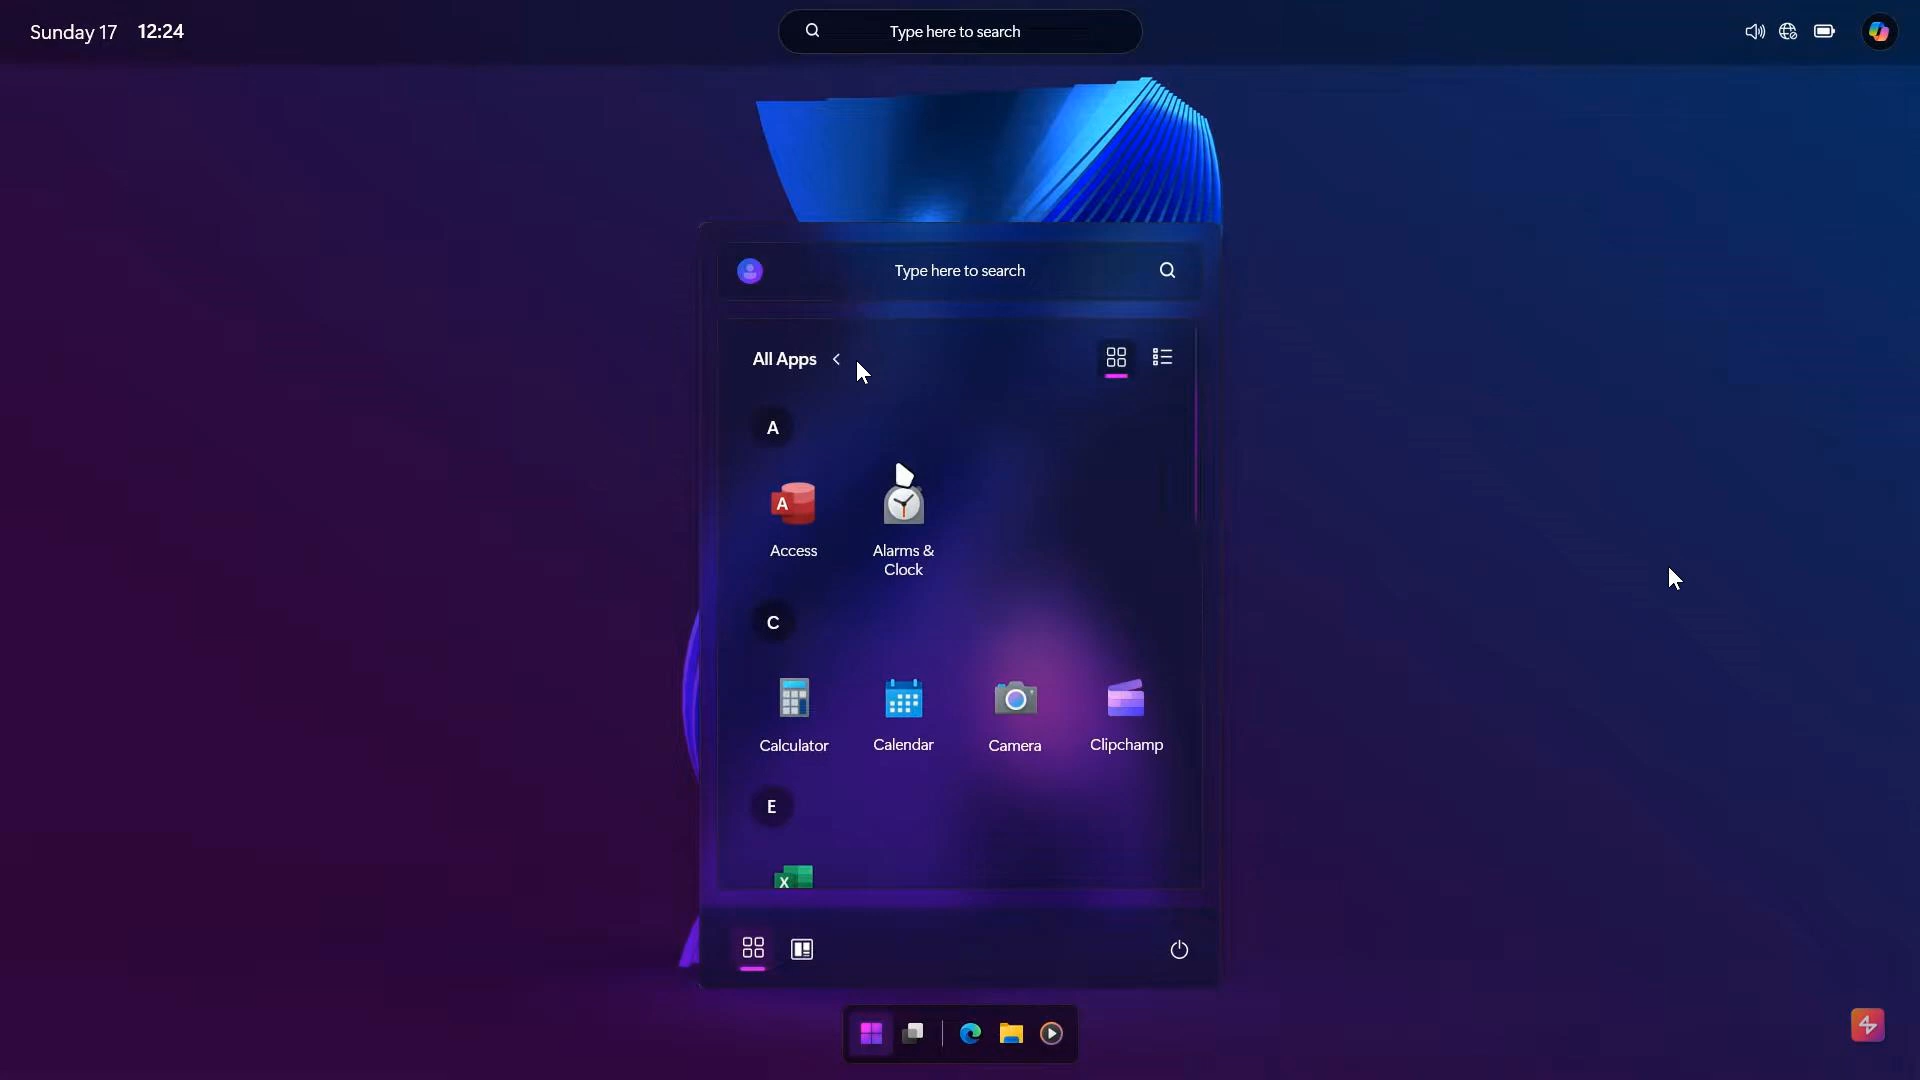 Sunday 17 12:24
Type here to search
Type here to search
All Apps
A
A
Access
Alarms &
Clock
C
Calculator
Calendar
Camera
Clipchamp
E
X